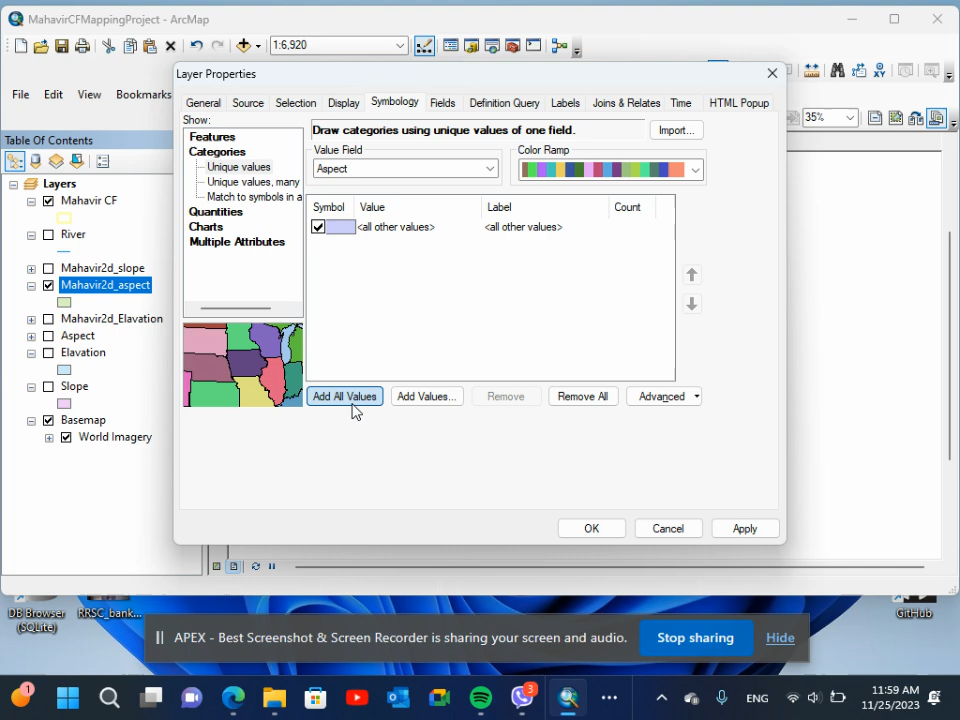 MahavirCFMappingProject - ArcMap
1:6,920
File Edit View Bookmarks
35%
Table Of Contents
Layers
Mahavir CF
River
Mahavir2d_slope
Mahavir2d_aspect
Mahavir2d_Elavation
Aspect
Elavation
Slope
Basemap
World Imagery
Layer Properties
General Source Selection Display Symbology Fields Definition Query Labels Joins & Relates Time HTML Popup
Show:
Features
Categories
Unique values
Unique values, many
Match to symbols in a
Quantities
Charts
Multiple Attributes
Draw categories using unique values of one field.
Import...
Value Field
Aspect
Color Ramp
Symbol Value Label Count
<all other values> <all other values>
Add All Values Add Values... Remove Remove All Advanced
OK Cancel Apply
DB Browser
(SQLite)
RRSC_bank...
GitHub
APEX - Best Screenshot & Screen Recorder is sharing your screen and audio.
Stop sharing
Hide
1
3
ENG
11:59 AM
11/25/2023